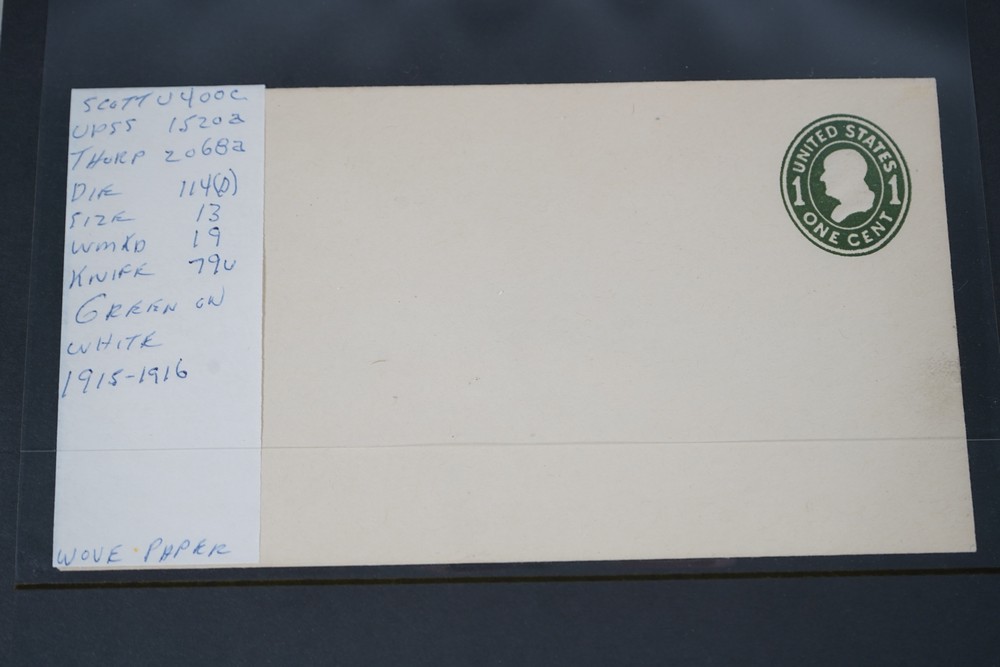 SCOTT U400c
UPSS 1520a
THORP 2068a
DIE 114(p)
SIZE 13
WMKD 19
KNIFE 79u
GREEN ON
WHITE
1915-1916
WOVE PAPER
UNITED STATES
1 1
ONE CENT